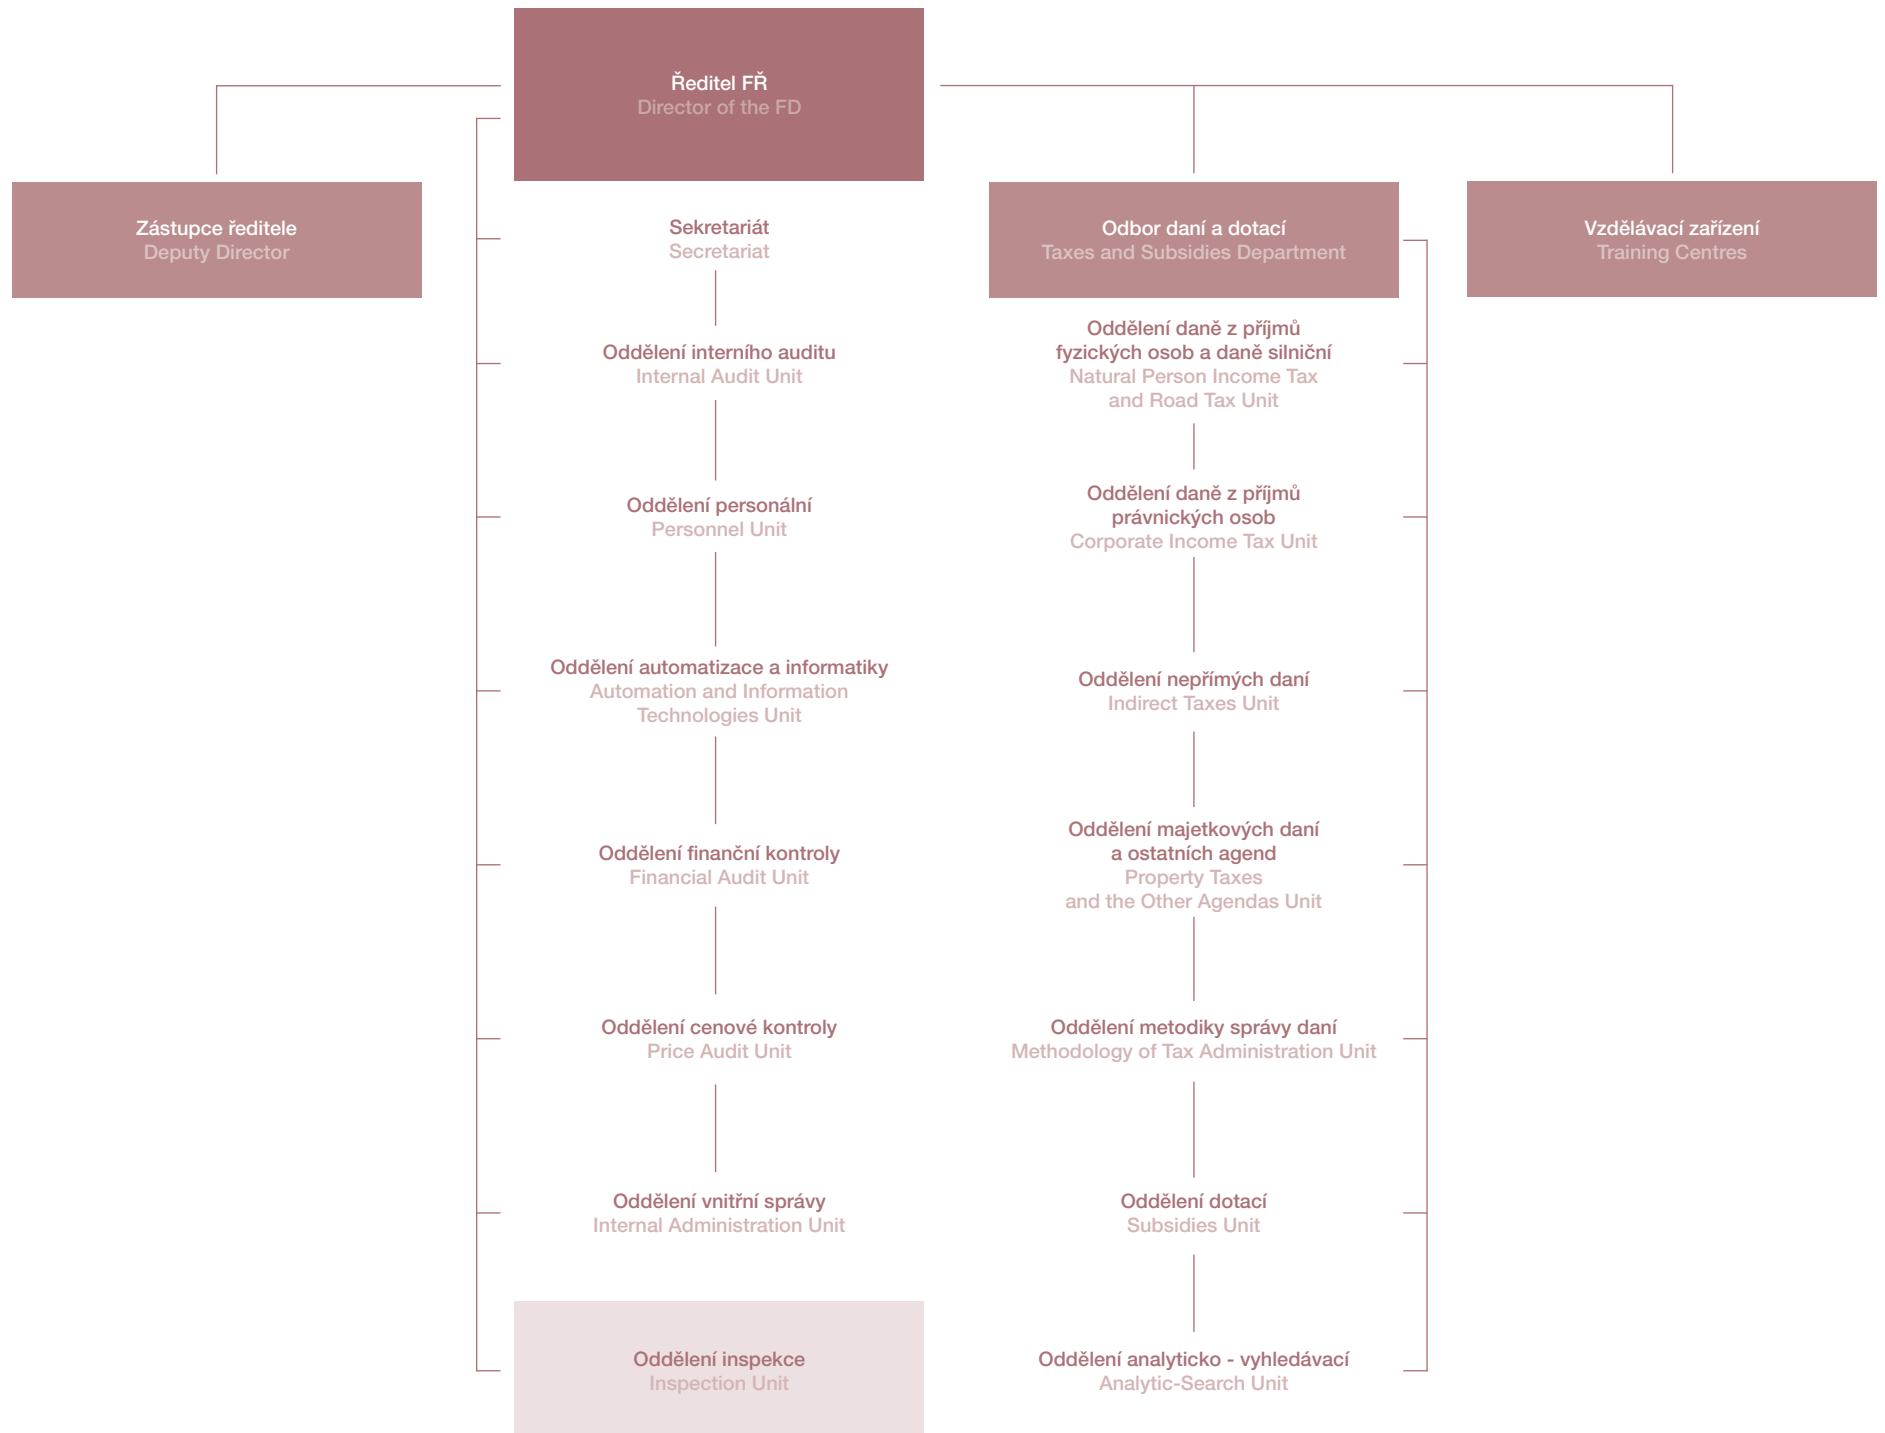 Ředitel FŘ
Director of the FD
Zástupce ředitele
Deputy Director
Sekretariát
Secretariat
Oddělení interního auditu
Internal Audit Unit
Oddělení personální
Personnel Unit
Oddělení automatizace a informatiky
Automation and Information
Technologies Unit
Oddělení finanční kontroly
Financial Audit Unit
Oddělení cenové kontroly
Price Audit Unit
Oddělení vnitřní správy
Internal Administration Unit
Oddělení inspekce
Inspection Unit
Odbor daní a dotací
Taxes and Subsidies Department
Oddělení daně z příjmů
fyzických osob a daně silniční
Natural Person Income Tax
and Road Tax Unit
Oddělení daně z příjmů
právnických osob
Corporate Income Tax Unit
Oddělení nepřímých daní
Indirect Taxes Unit
Oddělení majetkových daní
a ostatních agend
Property Taxes
and the Other Agendas Unit
Oddělení metodiky správy daní
Methodology of Tax Administration Unit
Oddělení dotací
Subsidies Unit
Oddělení analyticko - vyhledávací
Analytic-Search Unit
Vzdělávací zařízení
Training Centres